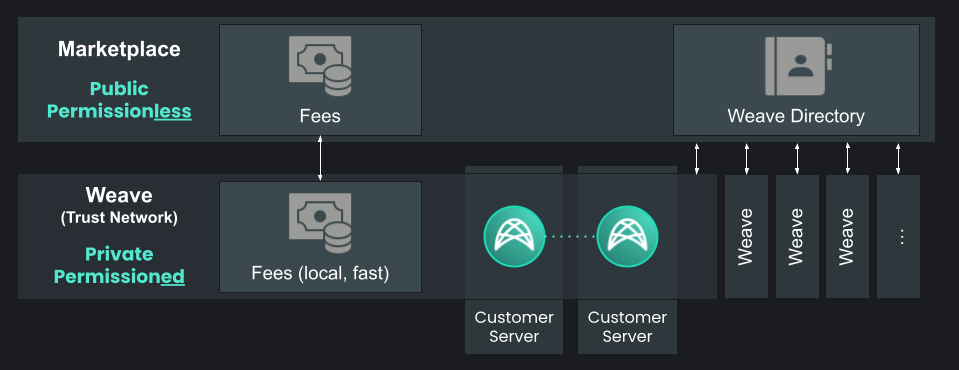 Marketplace
Public
Permissionless
Fees
Weave Directory
Weave
(Trust Network)
Private
Permissioned
Fees (local, fast)
Customer
Server
Customer
Server
Weave
Weave
Weave
...